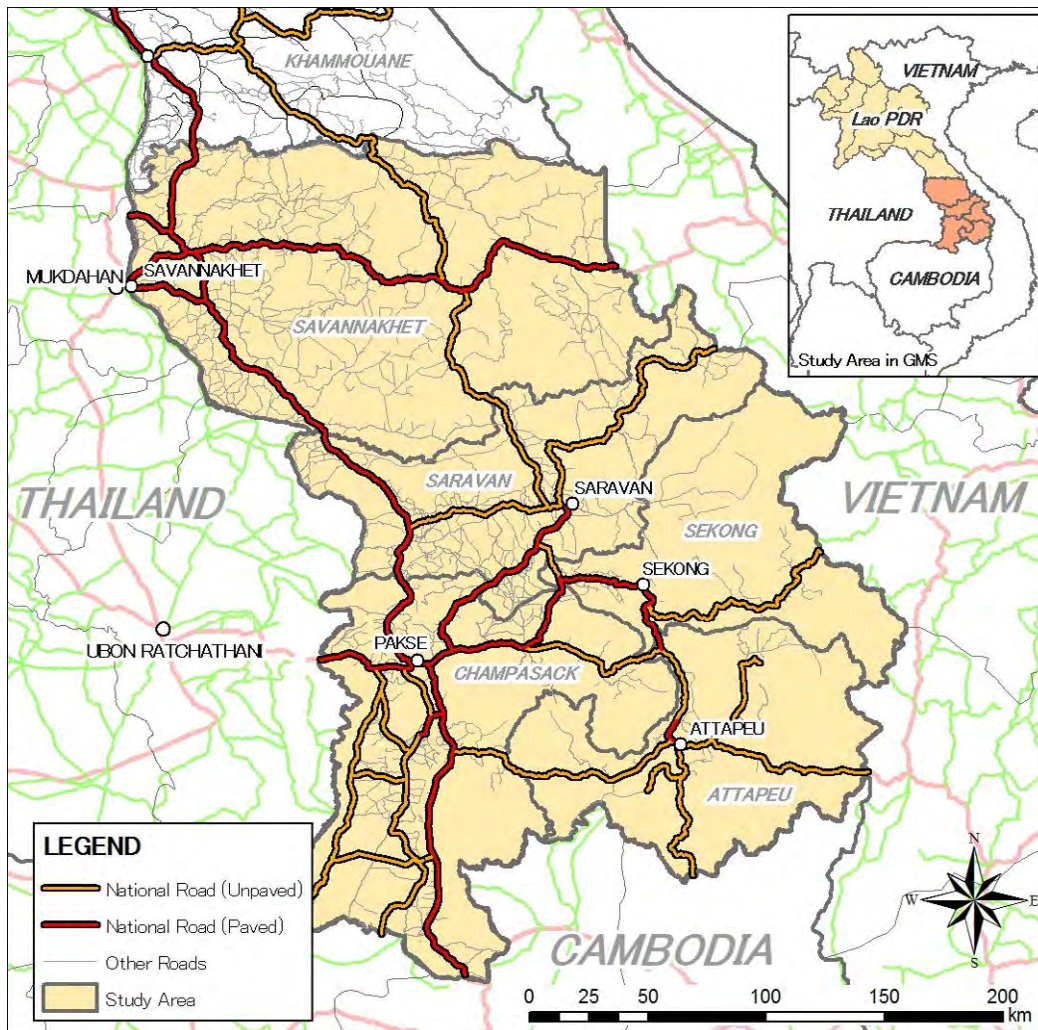 KHAMMOUANE
VIETNAM
Lao PDR
THAILAND
CAMBODIA
Study Area in GMS
MUKDAHAN
SAVANNAKHET
SAVANNAKHET
SARAVAN
SARAVAN
THAILAND
VIETNAM
SEKONG
SEKONG
UBON RATCHATHANI
PAKSE
CHAMPASACK
ATTAPEU
ATTAPEU
LEGEND
National Road (Unpaved)
National Road (Paved)
Other Roads
Study Area
CAMBODIA
N
W
E
S
0 25 50 100 150 200
km